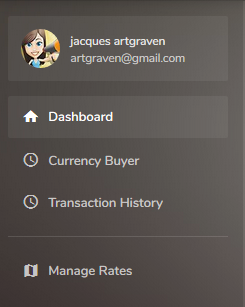 jacques artgraven
artgraven@gmail.com
Dashboard
Currency Buyer
Transaction History
Manage Rates